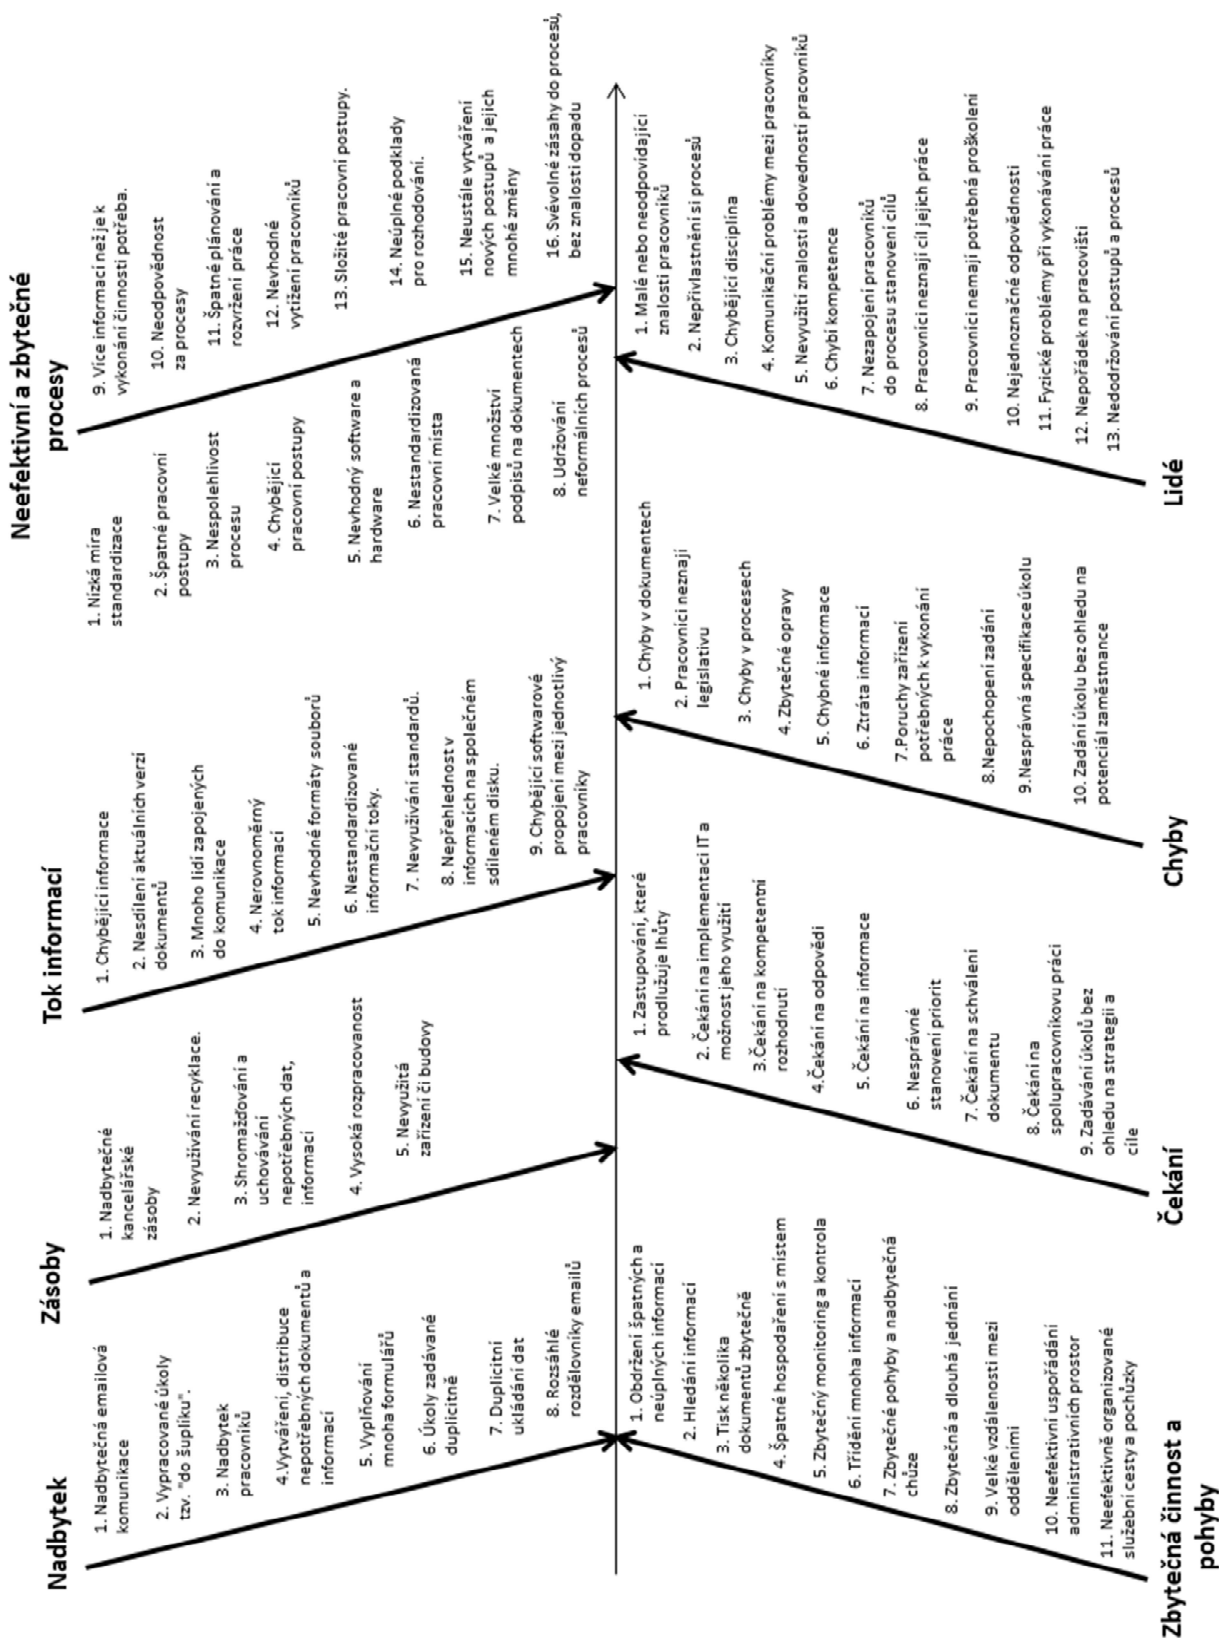 Nadbytek
1. Nadbytečná emailová
komunikace
2. Vypracované úkoly
tzv. "do šuplíku".
3. Nadbytek
pracovníků
4.Vytváření, distribuce
nepotřebných dokumentů a
informací
5. Vyplňování
mnoha formulářů
6. Úkoly zadávané
duplicitně
7. Duplicitní
ukládání dat
8. Rozsáhlé
rozdělovníky emailů
Zásoby
1. Nadbytečné
kancelářské
zásoby
2. Nevyužívání recyklace.
3. Shromažďování a
uchovávání
nepotřebných dat,
informací
4. Vysoká rozpracovanost
5. Nevyužitá
zařízení či budovy
Tok informací
1. Chybějící informace
2. Nesdílení aktuálních verzí
dokumentů
3. Mnoho lidí zapojených
do komunikace
4. Nerovnoměrný
tok informací
5. Nevhodné formáty souborů
6. Nestandardizované
informační toky.
7. Nevyužívání standardů.
8. Nepřehlednost v
informacích na společném
sdíleném disku.
9. Chybějící softwarové
propojení mezi jednotlivý
pracovníky
Neefektivní a zbytečné
procesy
1. Nízká míra
standardizace
2. Špatné pracovní
postupy
3. Nespolehlivost
procesu
4. Chybějící
pracovní postupy
5. Nevhodný software a
hardware
6. Nestandardizovaná
pracovní místa
7. Velké množství
podpisů na dokumentech
8. Udržování
neformálních procesů
9. Více informací než je k
vykonání činností potřeba.
10. Neodpovědnost
za procesy
11. Špatné plánování a
rozvržení práce
12. Nevhodné
vytížení pracovníků
13. Složité pracovní postupy.
14. Neúplné podklady
pro rozhodování.
15. Neustále vytváření
nových postupů a jejich
mnohé změny
16. Svévolné zásahy do procesů,
bez znalosti dopadu
1. Obdržení špatných a
neúplných informací
2. Hledání informací
3. Tisk několika
dokumentů zbytečně
4. Špatné hospodaření s místem
5. Zbytečný monitoring a kontrola
6. Třídění mnoha informací
7. Zbytečné pohyby a nadbytečná
chůze
8. Zbytečná a dlouhá jednání
9. Velké vzdálenosti mezi
odděleními
10. Neefektivní uspořádání
administrativních prostor
11. Neefektivně organizované
služební cesty a pochůzky
Zbytečná činnost a
pohyby
1. Zastupování, které
prodlužuje lhůty
2. Čekání na implementaci IT a
možnost jeho využití
3.Čekání na kompetentní
rozhodnutí
4.Čekání na odpovědi
5. Čekání na informace
6. Nesprávné
stanovení priorit
7. Čekání na schválení
dokumentu
8. Čekání na
spolupracovníkovu práci
9. Zadávání úkolů bez
ohledu na strategii a
cíle
Čekání
1. Chyby v dokumentech
2. Pracovníci neznají
legislativu
3. Chyby v procesech
4. Zbytečné opravy
5. Chybné informace
6. Ztráta informací
7.Poruchy zařízení
potřebných k vykonání
práce
8.Nepochopení zadání
9.Nesprávná specifikace úkolu
10. Zadání úkolu bez ohledu na
potenciál zaměstnance
Chyby
1. Malé nebo neodpovídající
znalosti pracovníků
2. Nepřivlastnění si procesů
3. Chybějící disciplína
4. Komunikační problémy mezi pracovníky
5. Nevyužití znalostí a dovedností pracovníků
6. Chybí kompetence
7. Nezapojení pracovníků
do procesu stanovení cílů
8. Pracovníci neznají cíl jejich práce
9. Pracovníci nemají potřebná proškolení
10. Nejednoznačné odpovědnosti
11. Fyzické problémy při vykonávání práce
12. Nepořádek na pracovišti
13. Nedodržování postupů a procesů
Lidé